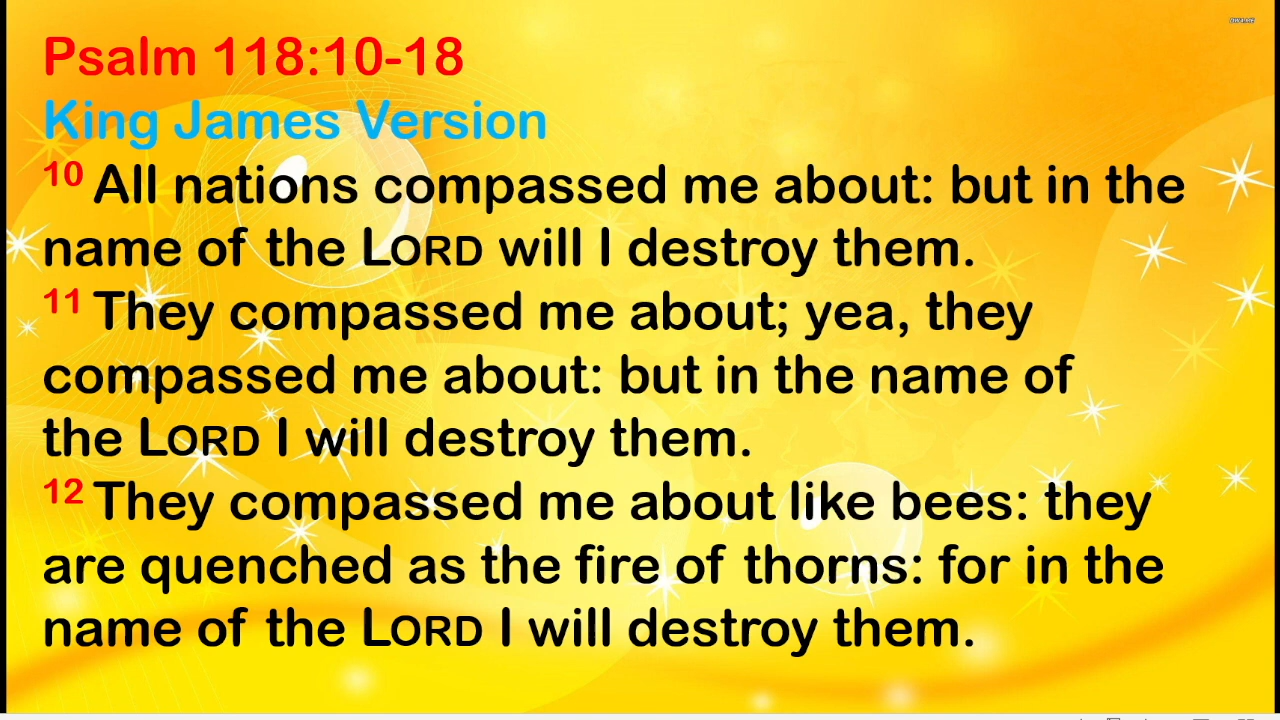 Psalm 118:10-18
King James Version
10 All nations compassed me about: but in the
name of the LORD will I destroy them.
11 They compassed me about; yea, they
compassed me about: but in the name of
the LORD I will destroy them.
12 They compassed me about like bees: they
are quenched as the fire of thorns: for in the
name of the LORD I will destroy them.